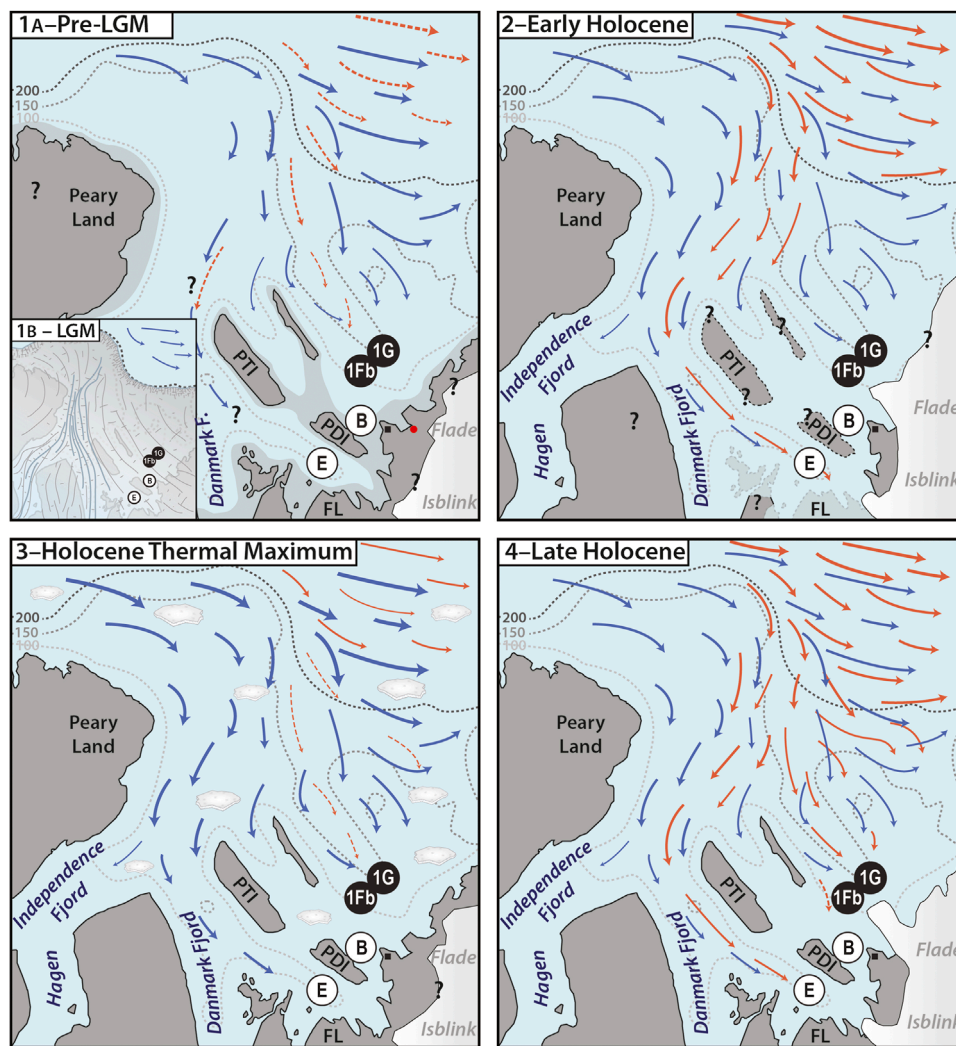 1A–Pre-LGM
200
150
100
?
Peary
Land
?
1B – LGM
1G
1Fb
B
E
PTI
1G
1Fb
?
Danmark F.
PDI
B
E
?
?
Flade
Isblink
FL
2–Early Holocene
200
150
100
Peary
Land
Independence
Fjord
Hagen
?
Danmark Fjord
?
PTI
?
?
1G
1Fb
?
?
PDI
B
E
?
FL
Flade
Isblink
3–Holocene Thermal Maximum
200
150
100
Peary
Land
Independence
Fjord
Hagen
Danmark Fjord
PTI
1G
1Fb
PDI
B
E
FL
Flade
?
Isblink
4–Late Holocene
200
150
100
Peary
Land
Independence
Fjord
Hagen
Danmark Fjord
PTI
1G
1Fb
PDI
B
E
FL
Flade
Isblink